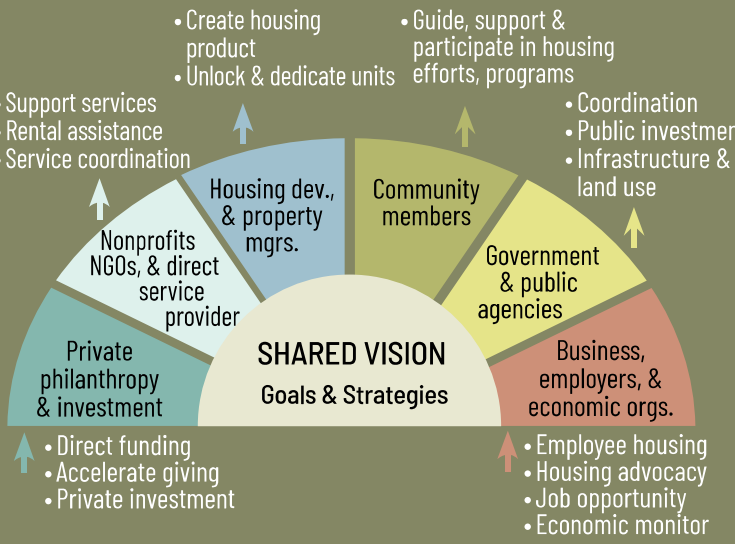 • Create housing
product
• Unlock & dedicate units
• Guide, support &
participate in housing
efforts, programs
• Support services
• Rental assistance
• Service coordination
• Coordination
• Public investmen
• Infrastructure &
land use
Housing dev.,
& property
mgrs.
Community
members
Nonprofits
NGOs, & direct
service
provider
Government
& public
agencies
Private
philanthropy
& investment
SHARED VISION
Goals & Strategies
Business,
employers, &
economic orgs.
• Direct funding
• Accelerate giving
• Private investment
• Employee housing
• Housing advocacy
• Job opportunity
• Economic monitor